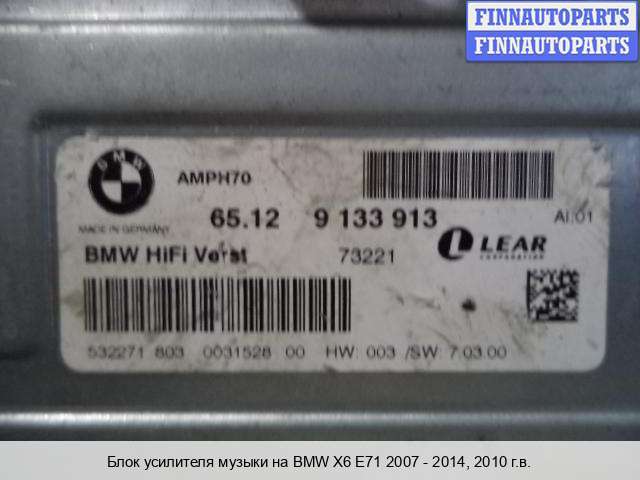 FINNAUTOPARTS
FINNAUTOPARTS
BMW
AMPH70
MADE IN GERMANY
65.12 9 133 913
AI:01
BMW HiFi Verst
73221
LEAR
CORPORATION
532271 803 0031528 00 HW: 003 /SW: 7.03.00
Блок усилителя музыки на BMW X6 E71 2007 - 2014, 2010 г.в.